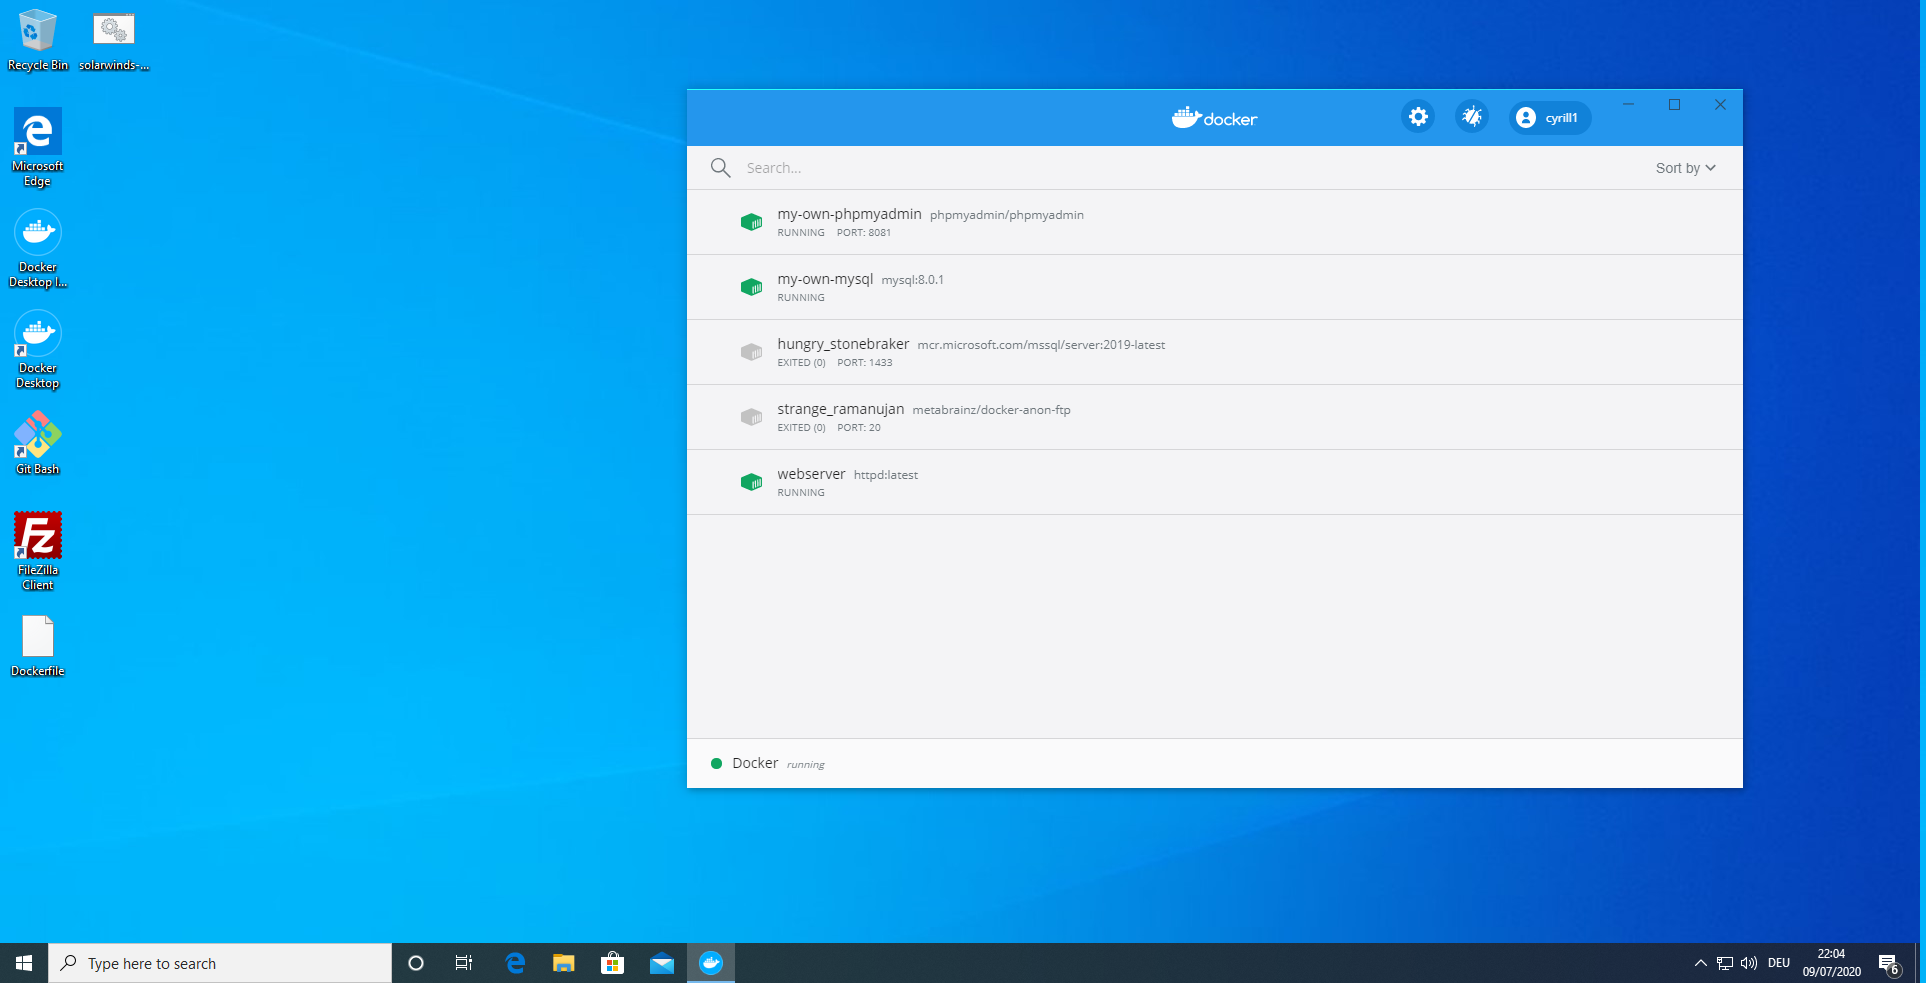 Recycle Bin
solarwinds-...
Microsoft
Edge
Docker
Desktop I...
Docker
Desktop
Git Bash
FileZilla
Client
Dockerfile
docker
cyrill1
Search...
Sort by
my-own-phpmyadmin phpmyadmin/phpmyadmin
RUNNING PORT: 8081
my-own-mysql mysql:8.0.1
RUNNING
hungry_stonebraker mcr.microsoft.com/mssql/server:2019-latest
EXITED (0) PORT: 1433
strange_ramanujan metabrainz/docker-anon-ftp
EXITED (0) PORT: 20
webserver httpd:latest
RUNNING
Docker running
Type here to search
DEU
22:04
09/07/2020
6